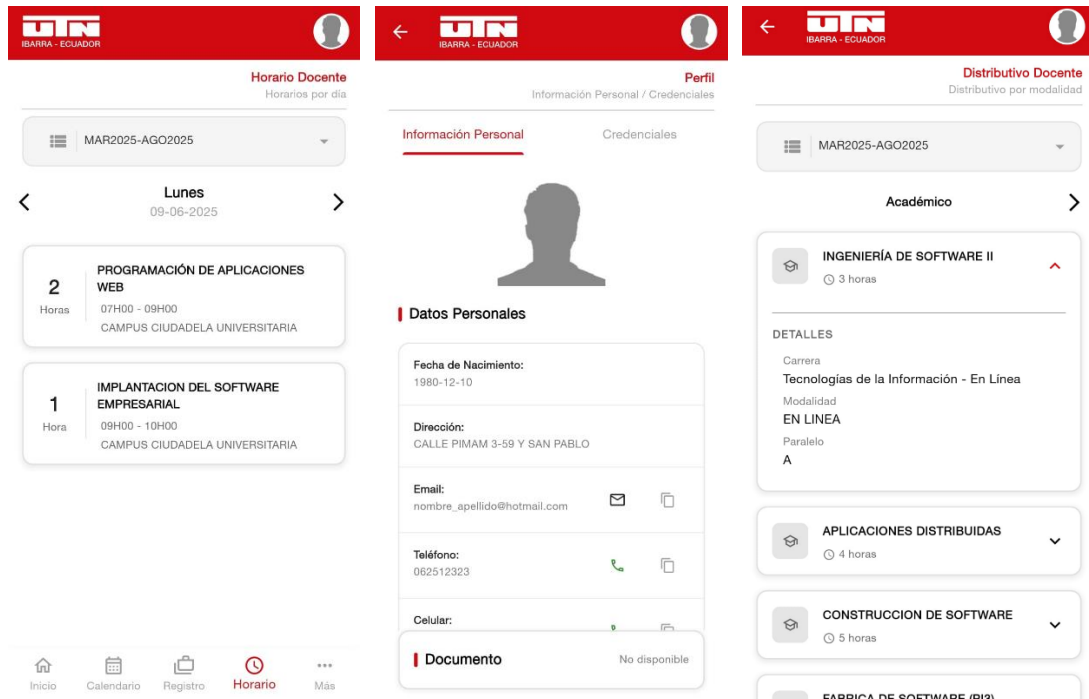 UTN
IBARRA - ECUADOR
Horario Docente
Horarios por día
MAR2025-AGO2025
Lunes
09-06-2025
2
Horas
PROGRAMACIÓN DE APLICACIONES
WEB
07H00 - 09H00
CAMPUS CIUDADELA UNIVERSITARIA
1
Hora
IMPLANTACION DEL SOFTWARE
EMPRESARIAL
09H00 - 10H00
CAMPUS CIUDADELA UNIVERSITARIA
Inicio
Calendario
Registro
Horario
Más
UTN
IBARRA - ECUADOR
Perfil
Información Personal / Credenciales
Información Personal
Credenciales
Datos Personales
Fecha de Nacimiento:
1980-12-10
Dirección:
CALLE PIMAM 3-59 Y SAN PABLO
Email:
nombre_apellido@hotmail.com
Teléfono:
062512323
Celular:
Documento
No disponible
UTN
IBARRA - ECUADOR
Distributivo Docente
Distributivo por modalidad
MAR2025-AGO2025
Académico
INGENIERÍA DE SOFTWARE II
3 horas
DETALLES
Carrera
Tecnologías de la Información - En Línea
Modalidad
EN LINEA
Paralelo
A
APLICACIONES DISTRIBUIDAS
4 horas
CONSTRUCCION DE SOFTWARE
5 horas
FABRICA DE SOFTWARE (PI3)